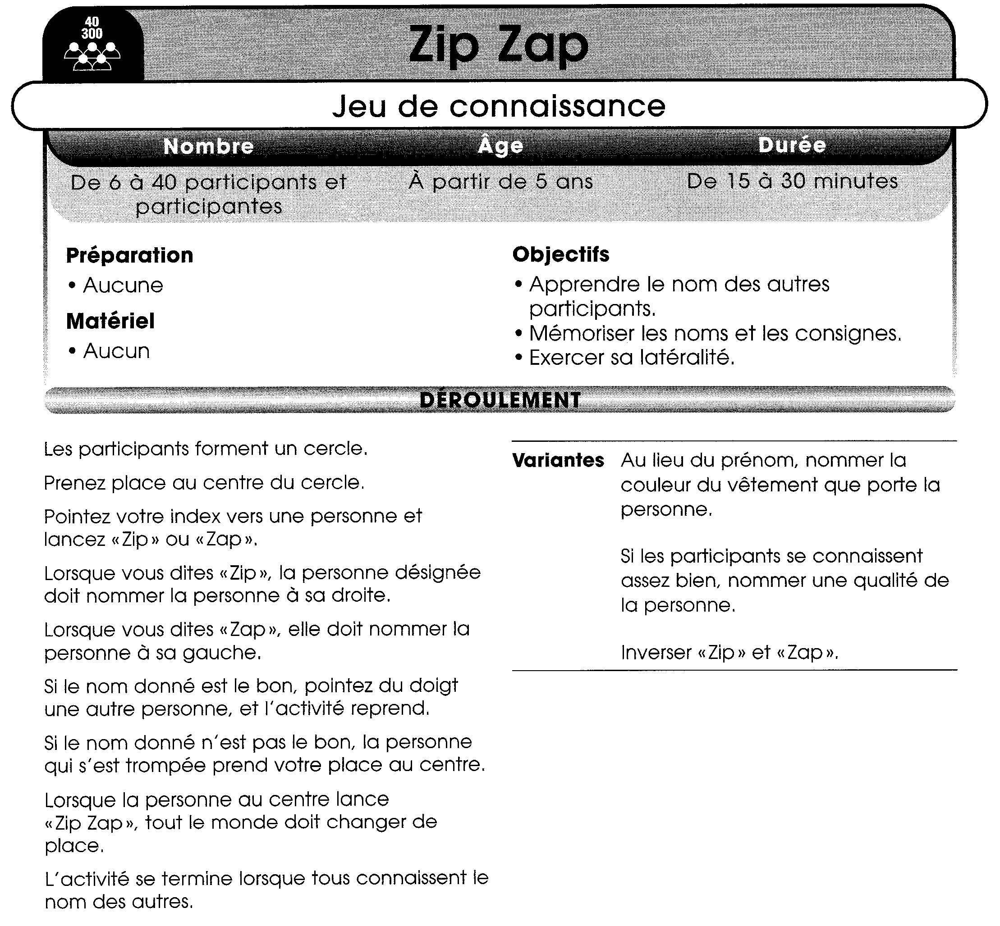 40
300
Zip Zap
Jeu de connaissance
Nombre
Âge
Durée
De 6 à 40 participants et
participantes
À partir de 5 ans
De 15 à 30 minutes
Préparation
• Aucune
Matériel
• Aucun
Objectifs
• Apprendre le nom des autres
participants.
• Mémoriser les noms et les consignes.
• Exercer sa latéralité.
DÉROULEMENT
Les participants forment un cercle.
Prenez place au centre du cercle.
Pointez votre index vers une personne et
lancez «Zip» ou «Zap».
Lorsque vous dites «Zip», la personne désignée
doit nommer la personne à sa droite.
Lorsque vous dites «Zap», elle doit nommer la
personne à sa gauche.
Si le nom donné est le bon, pointez du doigt
une autre personne, et l'activité reprend.
Si le nom donné n'est pas le bon, la personne
qui s'est trompée prend votre place au centre.
Lorsque la personne au centre lance
«Zip Zap», tout le monde doit changer de
place.
L'activité se termine lorsque tous connaissent le
nom des autres.
Variantes Au lieu du prénom, nommer la
couleur du vêtement que porte la
personne.
Si les participants se connaissent
assez bien, nommer une qualité de
la personne.
Inverser «Zip» et «Zap».